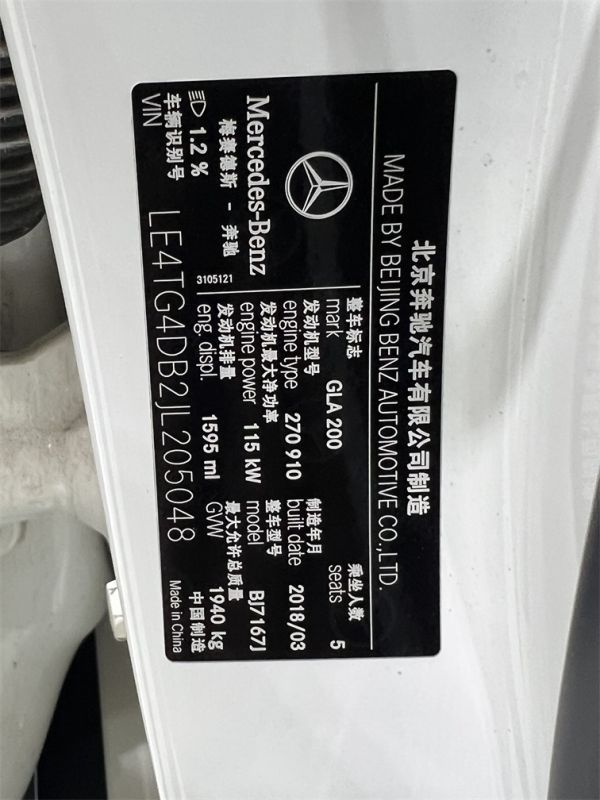 北京奔驰汽车有限公司制造
MADE BY BEIJING BENZ AUTOMOTIVE CO.,LTD.
Mercedes-Benz
梅赛德斯 - 奔驰
1.2 %
3105121
整车标志
mark GLA 200
乘坐人数
seats 5
发动机型号
engine type 270 910
制造年月
built date 2018/03
发动机最大净功率
engine power 115 kW
整车型号
model BJ7167J
发动机排量
eng. displ. 1595 ml
最大允许总质量
GVW 1940 kg
车辆识别号
VIN LE4TG4DB2JL205048
中国制造
Made in China